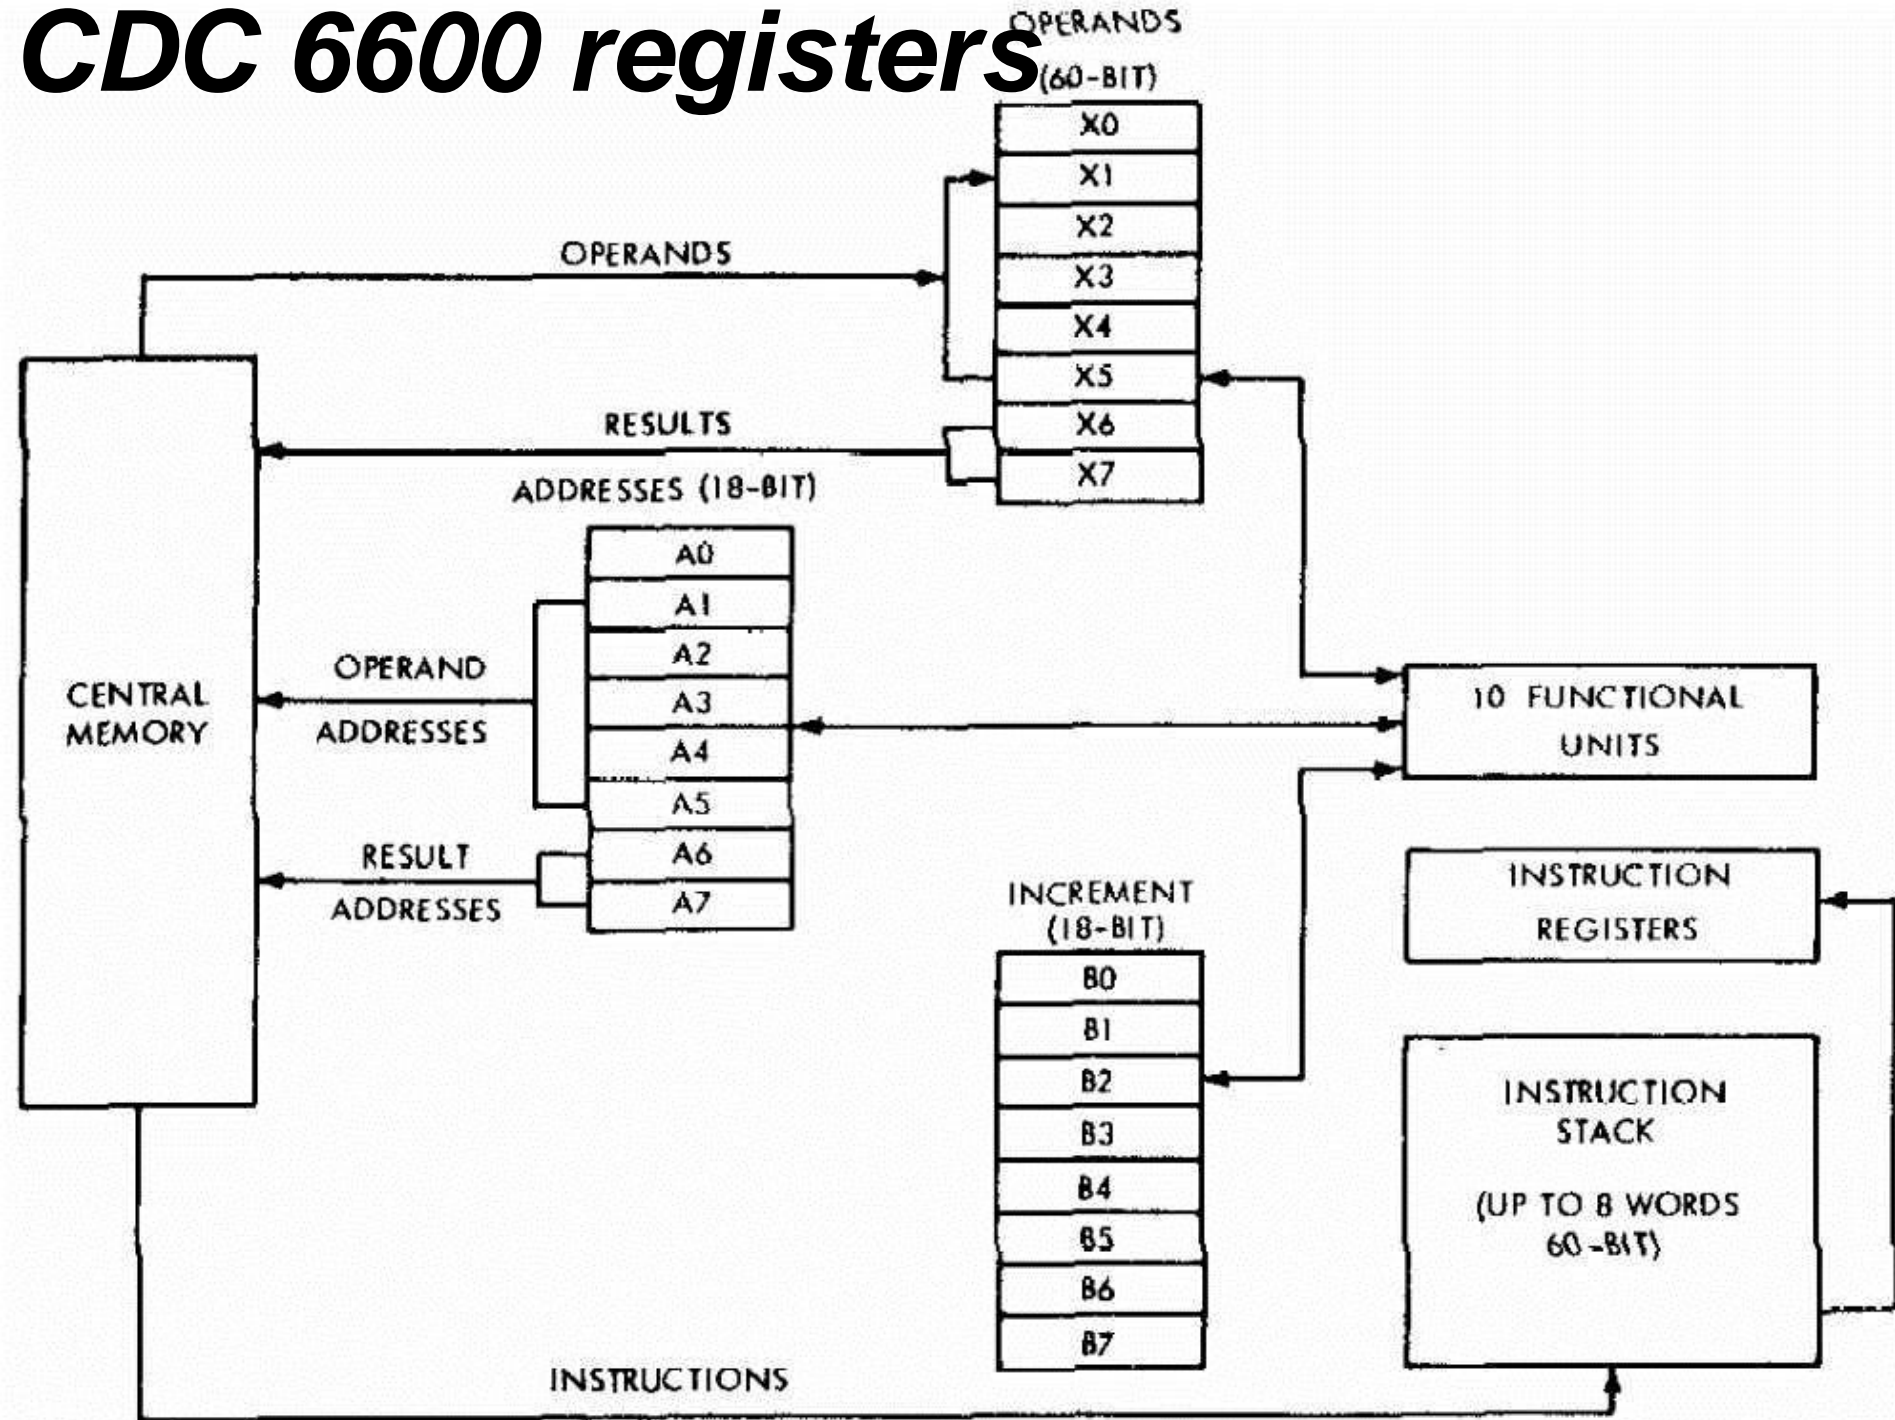 CDC 6600 registers
OPERANDS
(60-BIT)
X0
X1
X2
X3
X4
X5
X6
X7
OPERANDS
RESULTS
ADDRESSES (18-BIT)
A0
A1
A2
A3
A4
A5
A6
A7
CENTRAL
MEMORY
OPERAND
ADDRESSES
RESULT
ADDRESSES
10 FUNCTIONAL
UNITS
INSTRUCTION
REGISTERS
INCREMENT
(18-BIT)
B0
B1
B2
B3
B4
B5
B6
B7
INSTRUCTION
STACK
(UP TO 8 WORDS
60-BIT)
INSTRUCTIONS